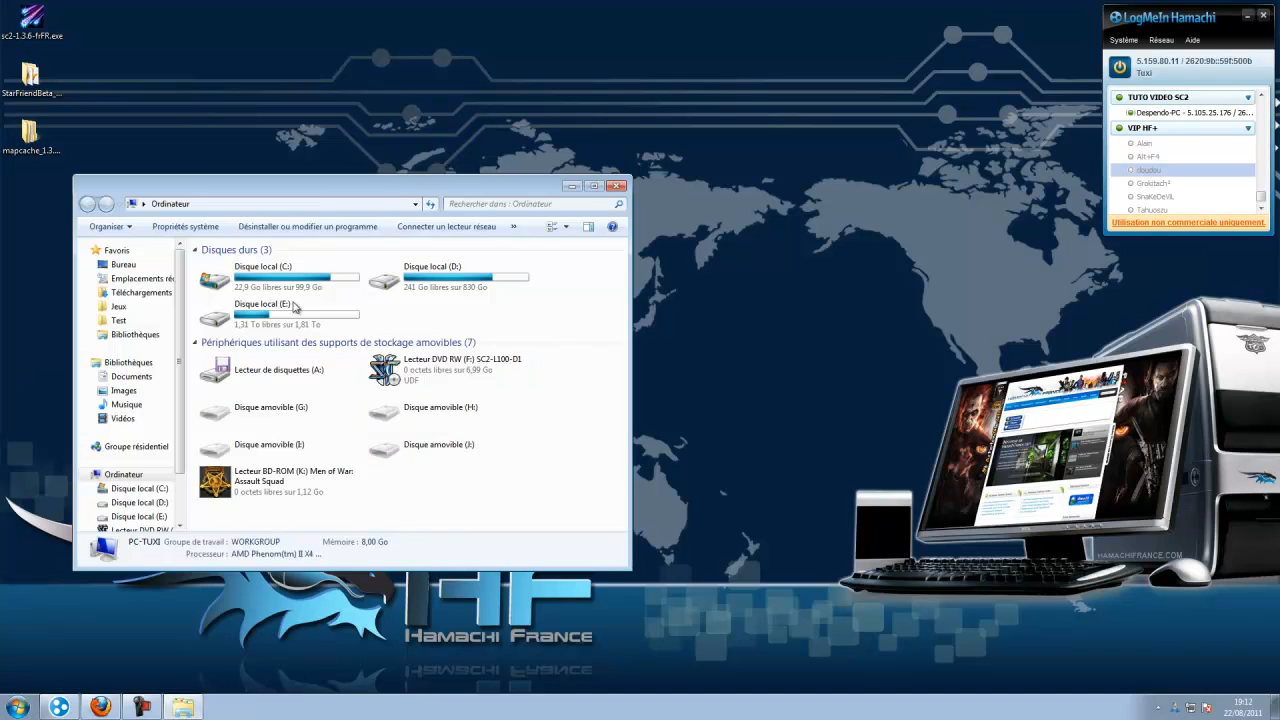 sc2-1.3.6-frFR.exe
StarFriendBeta_...
mapcache_1.3....
LogMeIn Hamachi
Système Réseau Aide
5.159.80.11 / 2620:9b::59f:500b
Tuxi
TUTO VIDEO SC2
Despendo-PC - 5.105.25.176 / 26...
VIP HF+
Alain
Alt+F4
doudou
Grokitach²
SnaKeDeViL
Tahuoszu
Utilisation non commerciale uniquement.
Ordinateur
Rechercher dans : Ordinateur
Organiser Propriétés système Désinstaller ou modifier un programme Connecter un lecteur réseau »
Favoris
Bureau
Emplacements ré
Téléchargements
Jeux
Test
Bibliothèques
Bibliothèques
Documents
Images
Musique
Vidéos
Groupe résidentiel
Ordinateur
Disque local (C:)
Disque local (D:)
Disque local (E:)
Lecteur DVD RW (
Disques durs (3)
Disque local (C:)
22,9 Go libres sur 99,9 Go
Disque local (D:)
241 Go libres sur 830 Go
Disque local (E:)
1,31 To libres sur 1,81 To
Périphériques utilisant des supports de stockage amovibles (7)
Lecteur de disquettes (A:)
Lecteur DVD RW (F:) SC2-L100-D1
0 octets libres sur 6,99 Go
UDF
Disque amovible (G:)
Disque amovible (H:)
Disque amovible (I:)
Disque amovible (J:)
Lecteur BD-ROM (K:) Men of War:
Assault Squad
0 octets libres sur 1,12 Go
PC-TUXI Groupe de travail : WORKGROUP Mémoire : 8,00 Go
Processeur : AMD Phenom(tm) II X4 ...
HAMACHIFRANCE.COM
HF
Hamachi France
19:12
22/08/2011